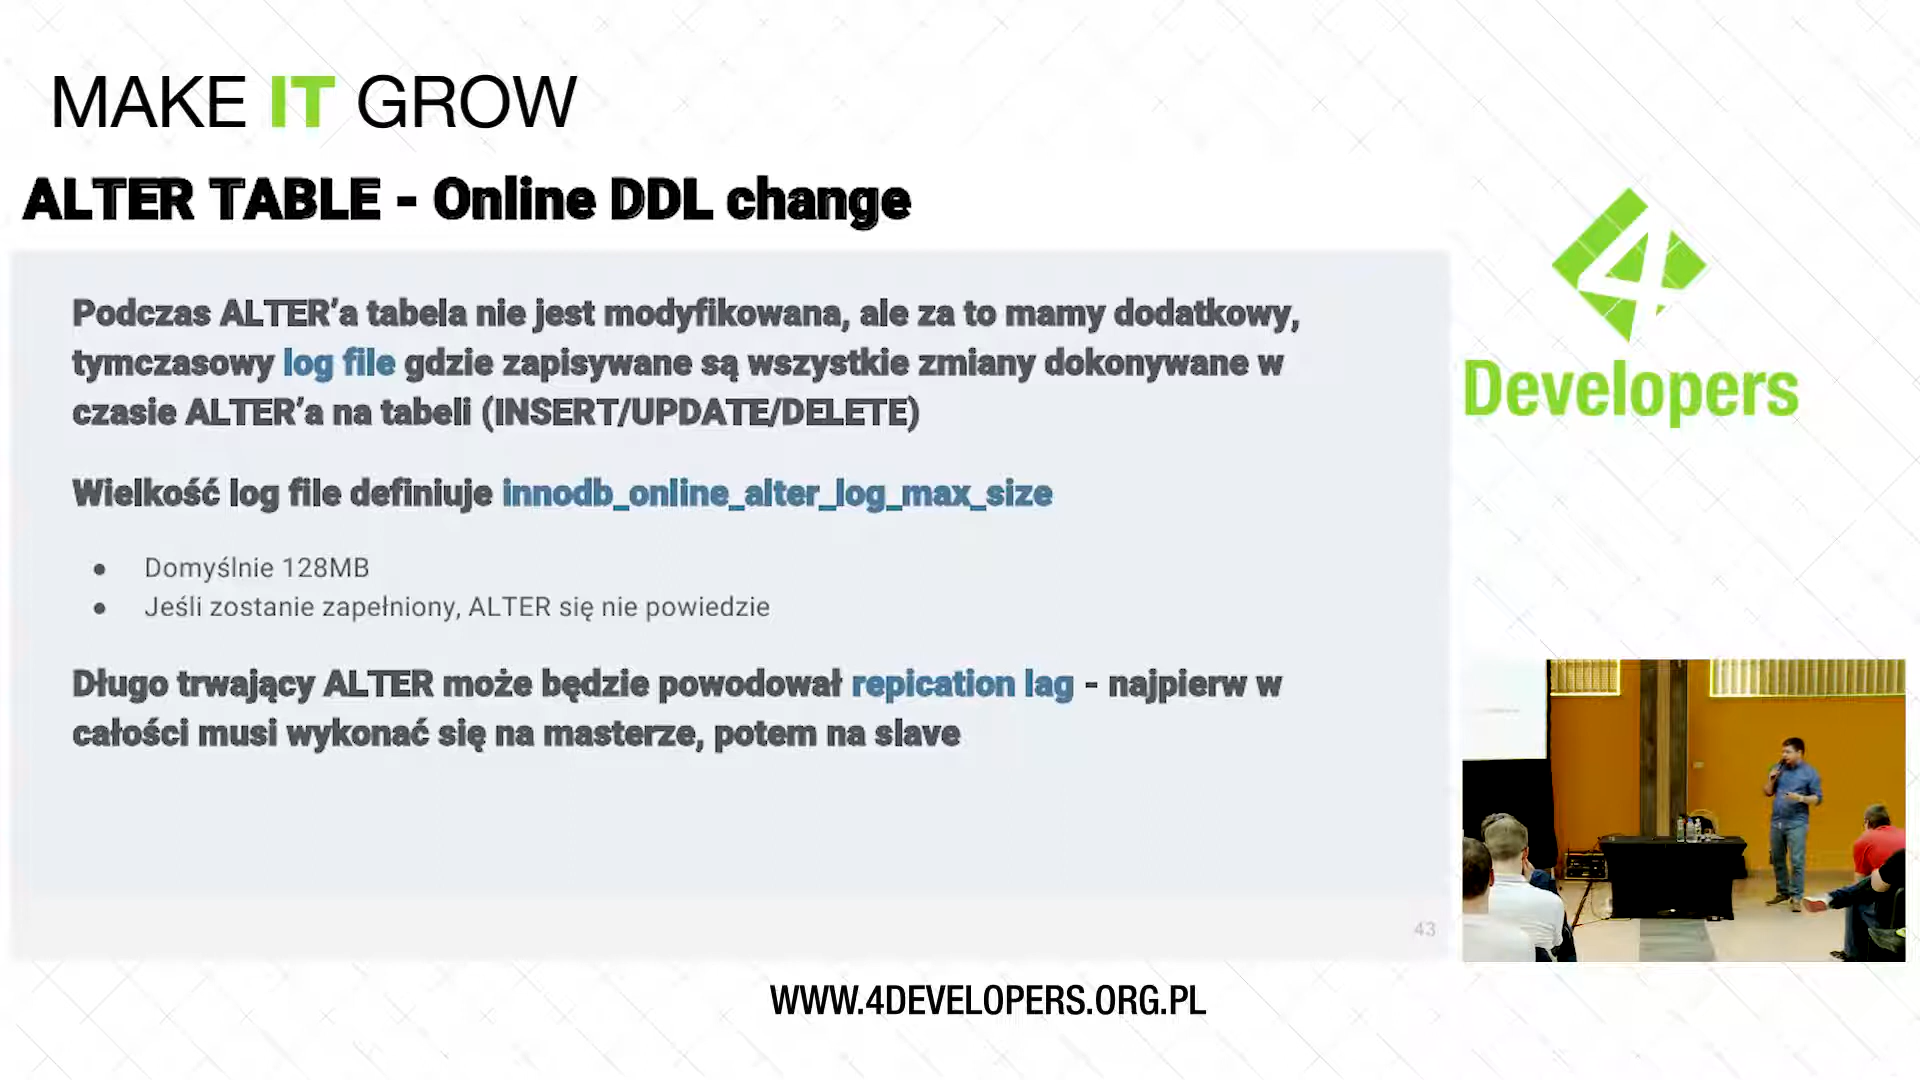 MAKE IT GROW
ALTER TABLE - Online DDL change
Podczas ALTER’a tabela nie jest modyfikowana, ale za to mamy dodatkowy,
tymczasowy log file gdzie zapisywane są wszystkie zmiany dokonywane w
czasie ALTER’a na tabeli (INSERT/UPDATE/DELETE)
Wielkość log file definiuje innodb_online_alter_log_max_size
● Domyślnie 128MB
● Jeśli zostanie zapełniony, ALTER się nie powiedzie
Długo trwający ALTER może będzie powodował repication lag - najpierw w
całości musi wykonać się na masterze, potem na slave
43
4
Developers
WWW.4DEVELOPERS.ORG.PL